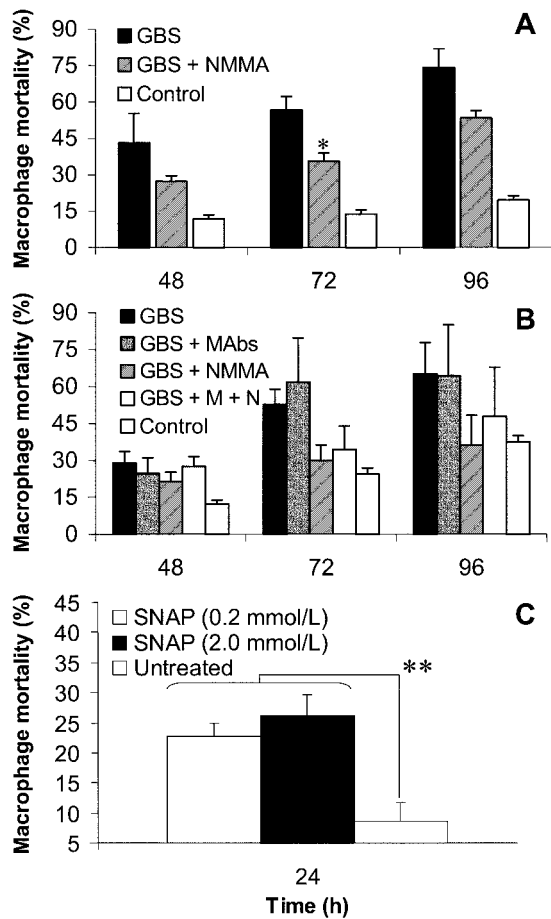 A
Macrophage mortality (%)
90
75
60
45
30
15
0
GBS
GBS + NMMA
Control
*
48 72 96
B
Macrophage mortality (%)
90
75
60
45
30
15
0
GBS
GBS + MAbs
GBS + NMMA
GBS + M + N
Control
48 72 96
C
Macrophage mortality (%)
45
40
35
30
25
20
15
10
5
SNAP (0.2 mmol/L)
SNAP (2.0 mmol/L)
Untreated
**
24
Time (h)